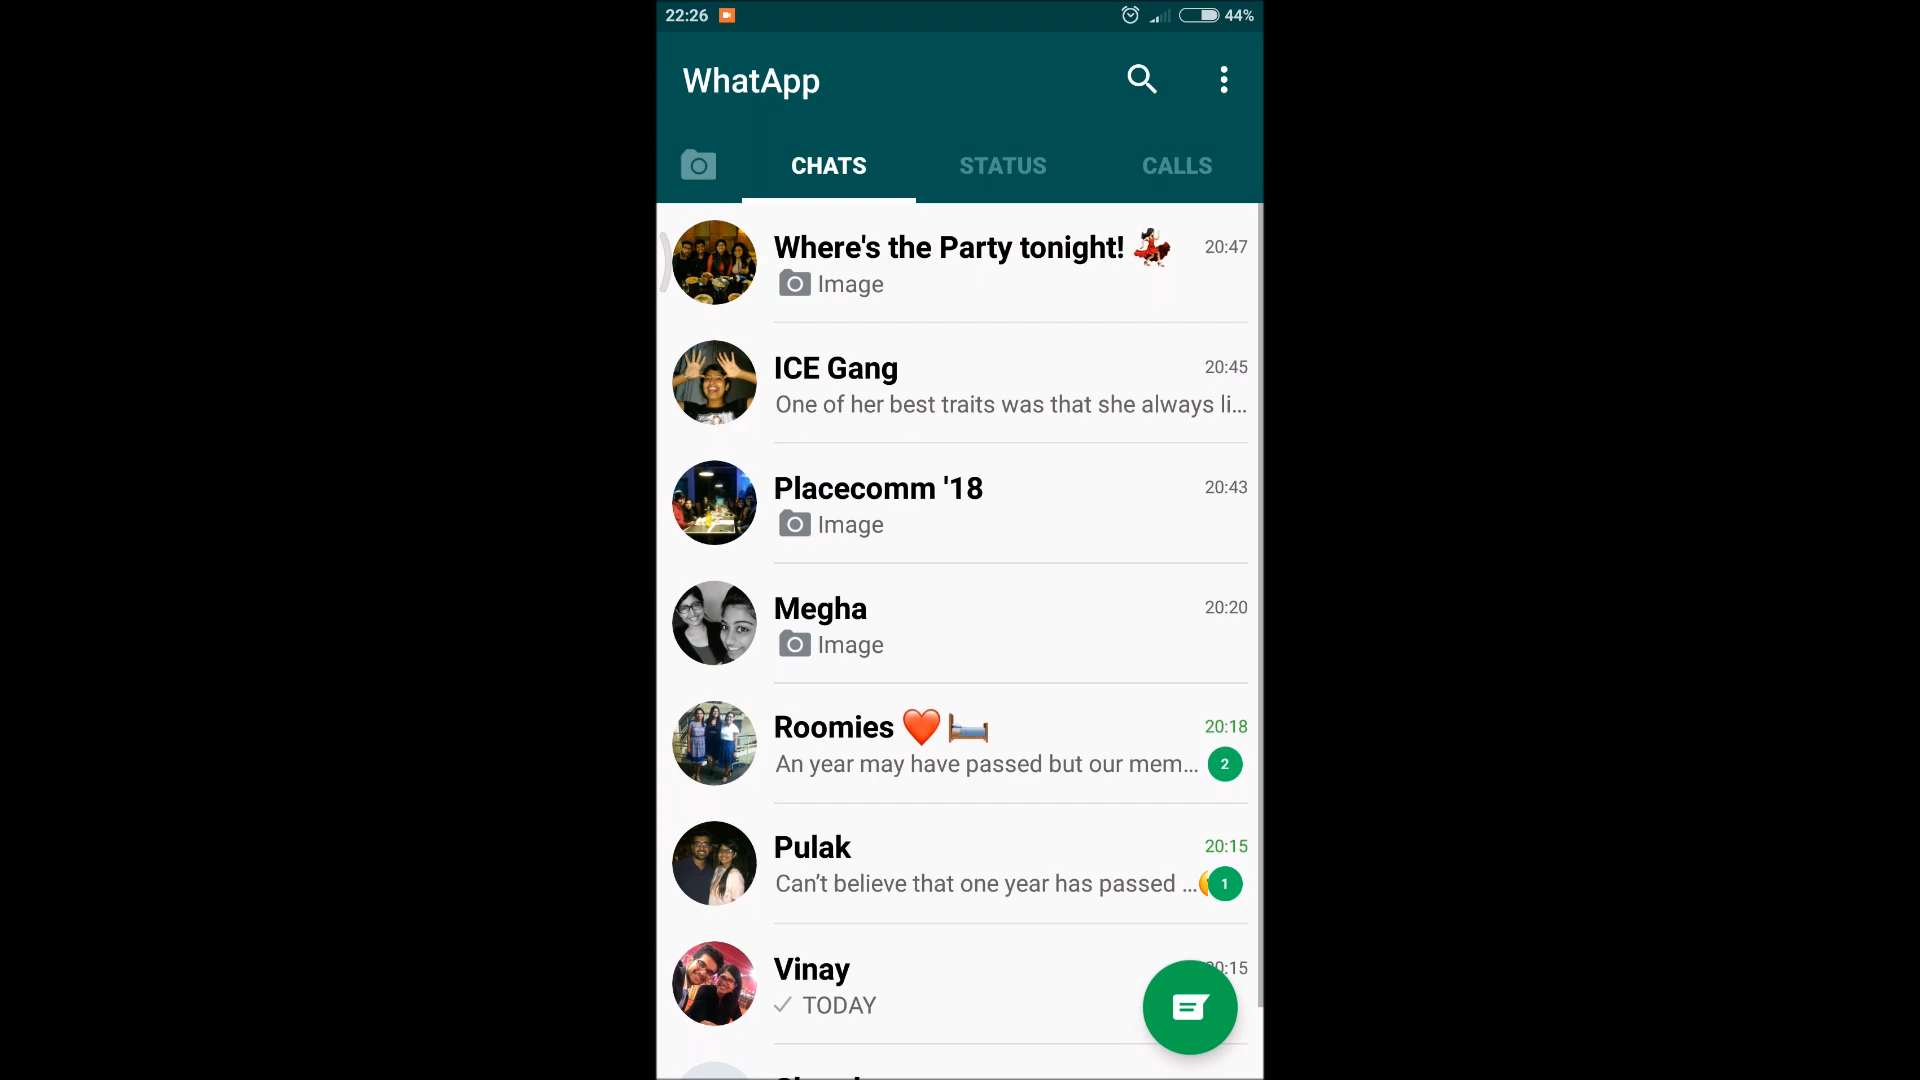 22:26 44%
WhatApp
CHATS STATUS CALLS
Where's the Party tonight! 💃 20:47
Image
ICE Gang 20:45
One of her best traits was that she always li...
Placecomm '18 20:43
Image
Megha 20:20
Image
Roomies ❤️🛏️ 20:18
An year may have passed but our mem... 2
Pulak 20:15
Can’t believe that one year has passed ... 1
Vinay 20:15
✓ TODAY